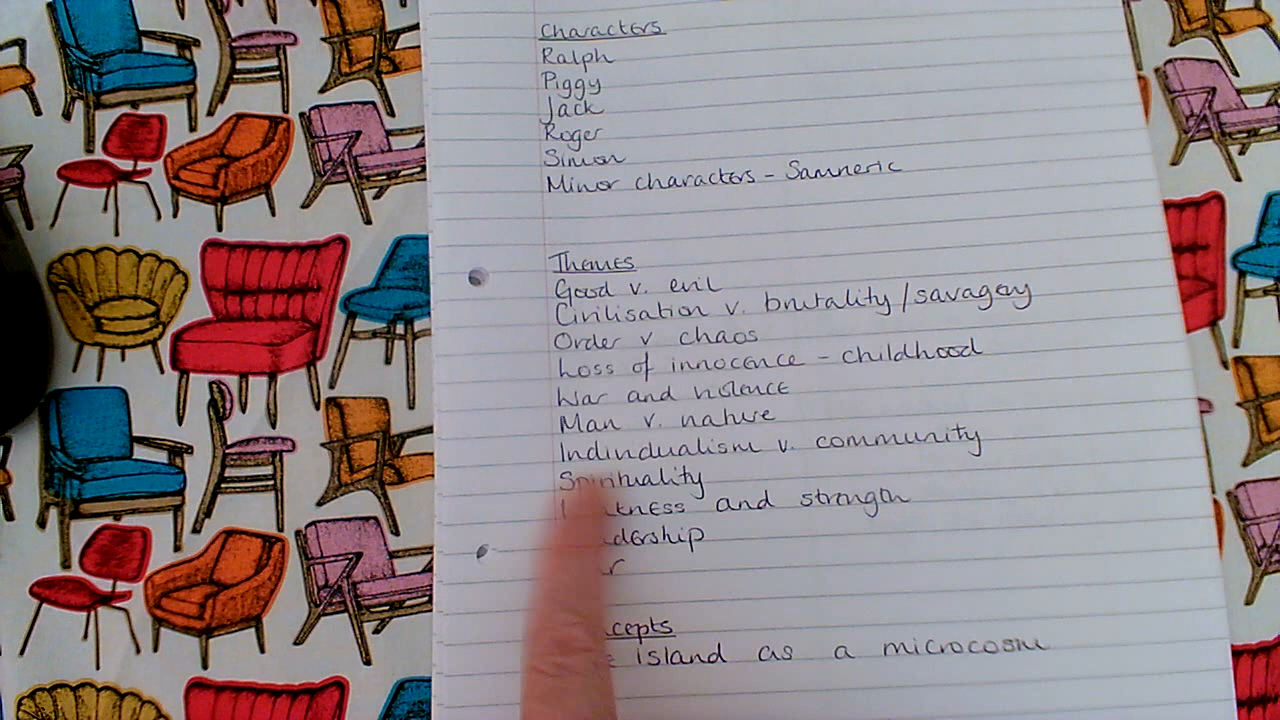 Characters
Ralph
Piggy
Jack
Roger
Simon
Minor characters - Samneric
Themes
Good v. evil
Civilisation v. brutality/savagery
Order v chaos
Loss of innocence - childhood
War and violence
Man v. nature
Individualism v. community
Spirituality
and strength
island as a microcosm